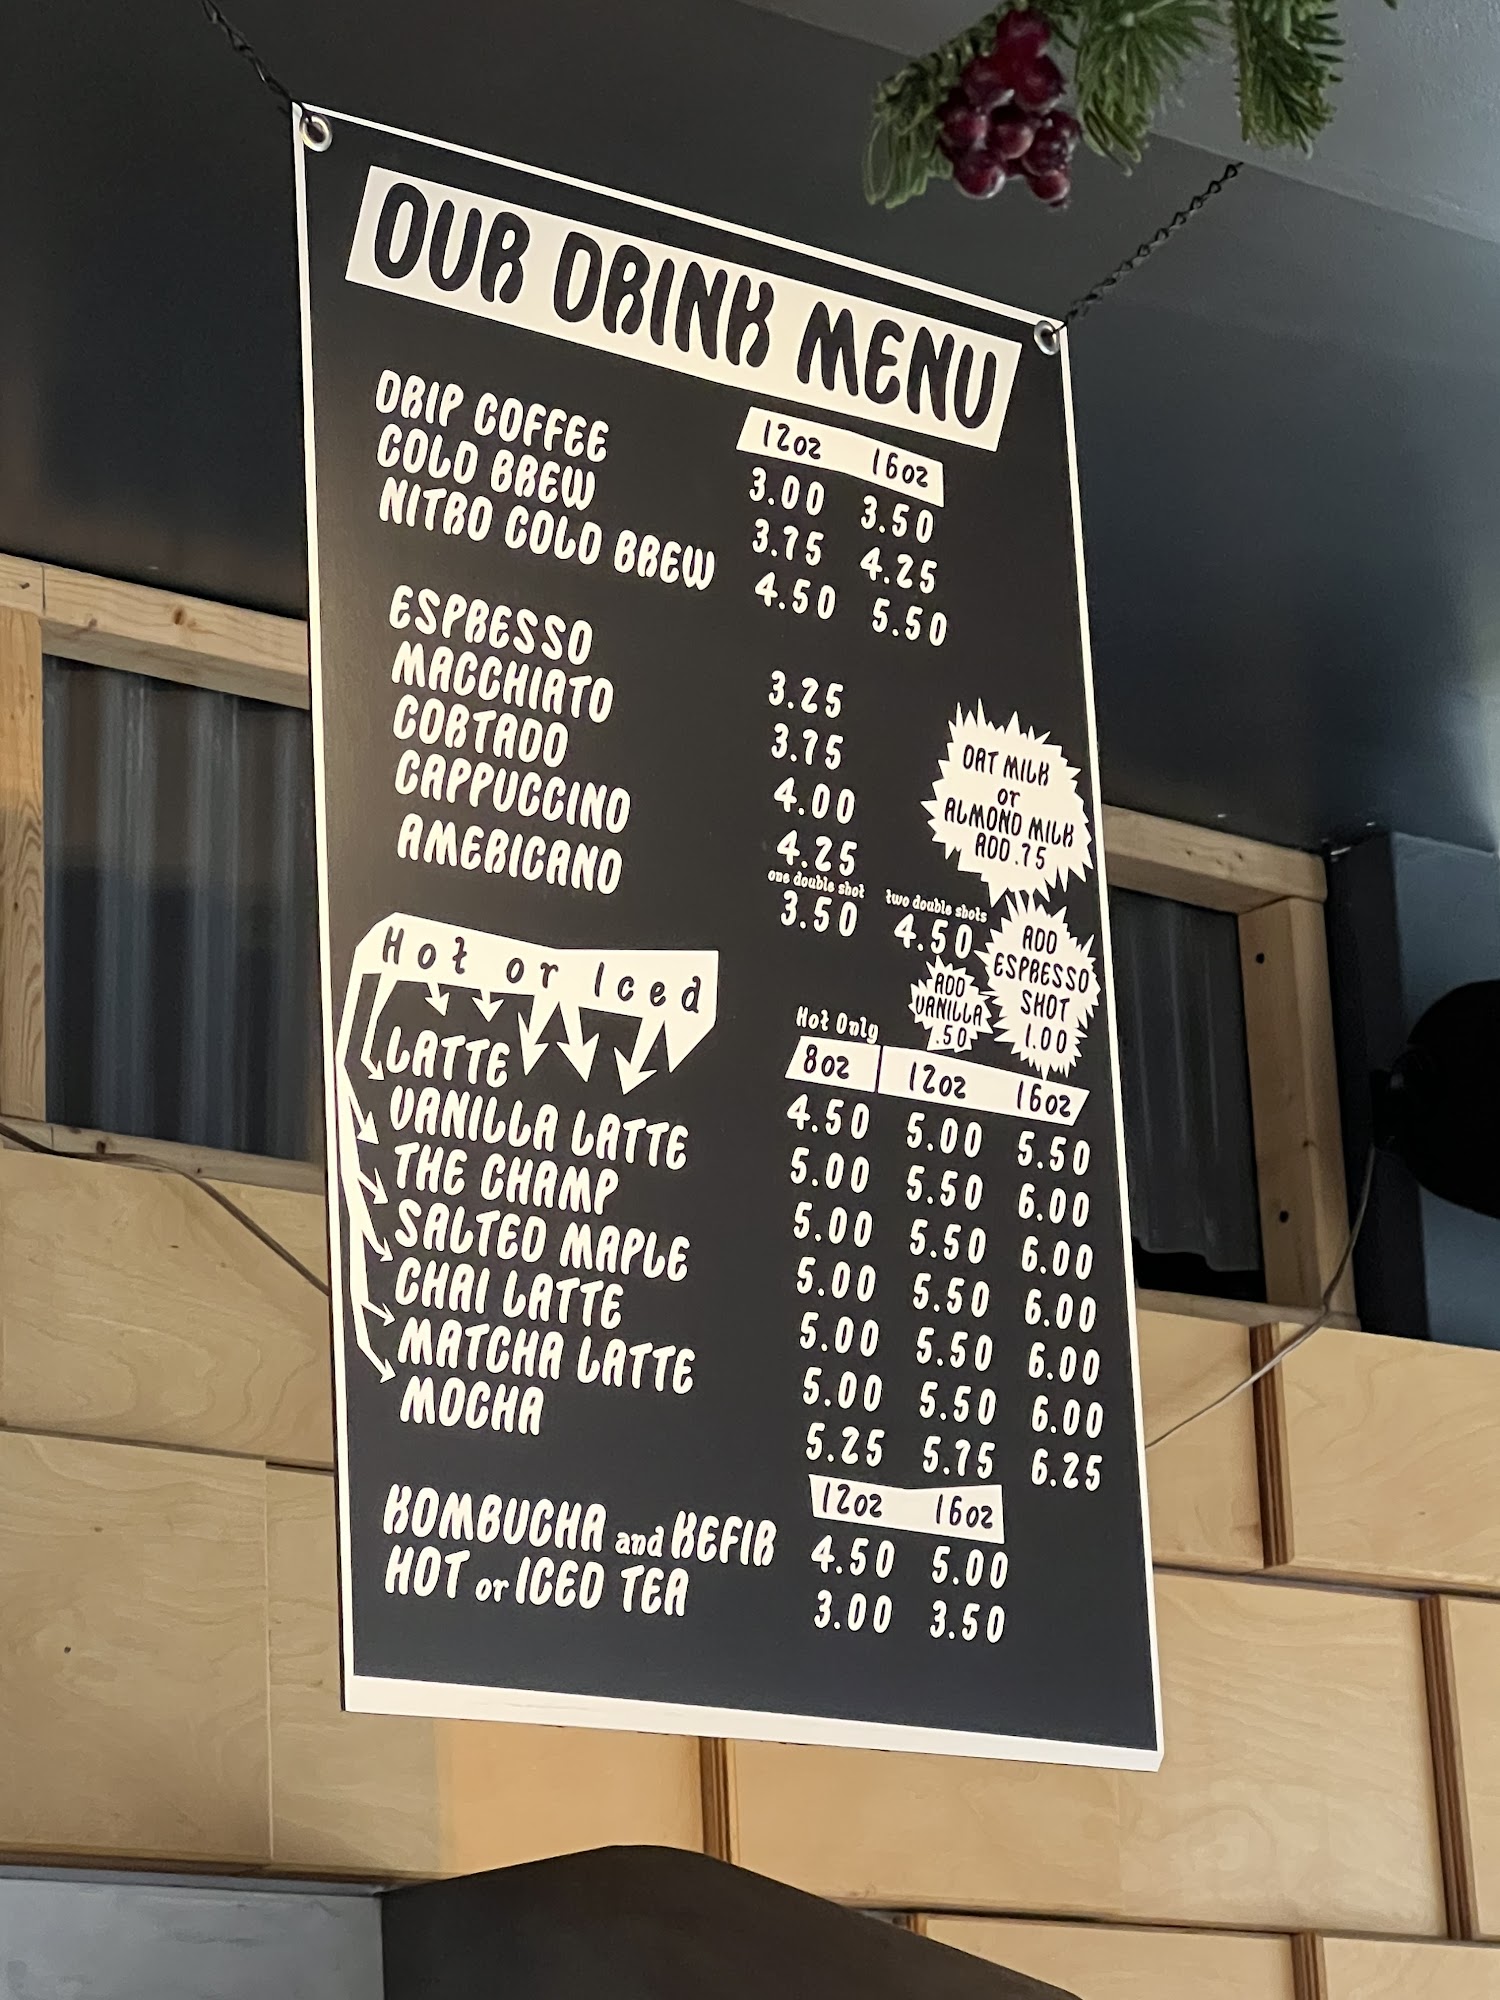 OUR DRINK MENU
12oz 16oz
DRIP COFFEE 3.00 3.50
COLD BREW 3.75 4.25
NITRO COLD BREW 4.50 5.50
ESPRESSO 3.25
MACCHIATO 3.75
CORTADO 4.00
CAPPUCCINO 4.25
one double shot two double shots
AMERICANO 3.50 4.50
OAT MILK
or
ALMOND MILK
ADD .75
ADD
ESPRESSO
SHOT
1.00
ADD
VANILLA
.50
Hot or Iced
Hot Only
8oz 12oz 16oz
LATTE 4.50 5.00 5.50
VANILLA LATTE 5.00 5.50 6.00
THE CHAMP 5.00 5.50 6.00
SALTED MAPLE 5.00 5.50 6.00
CHAI LATTE 5.00 5.50 6.00
MATCHA LATTE 5.00 5.50 6.00
MOCHA 5.25 5.75 6.25
12oz 16oz
KOMBUCHA and KEFIR 4.50 5.00
HOT or ICED TEA 3.00 3.50